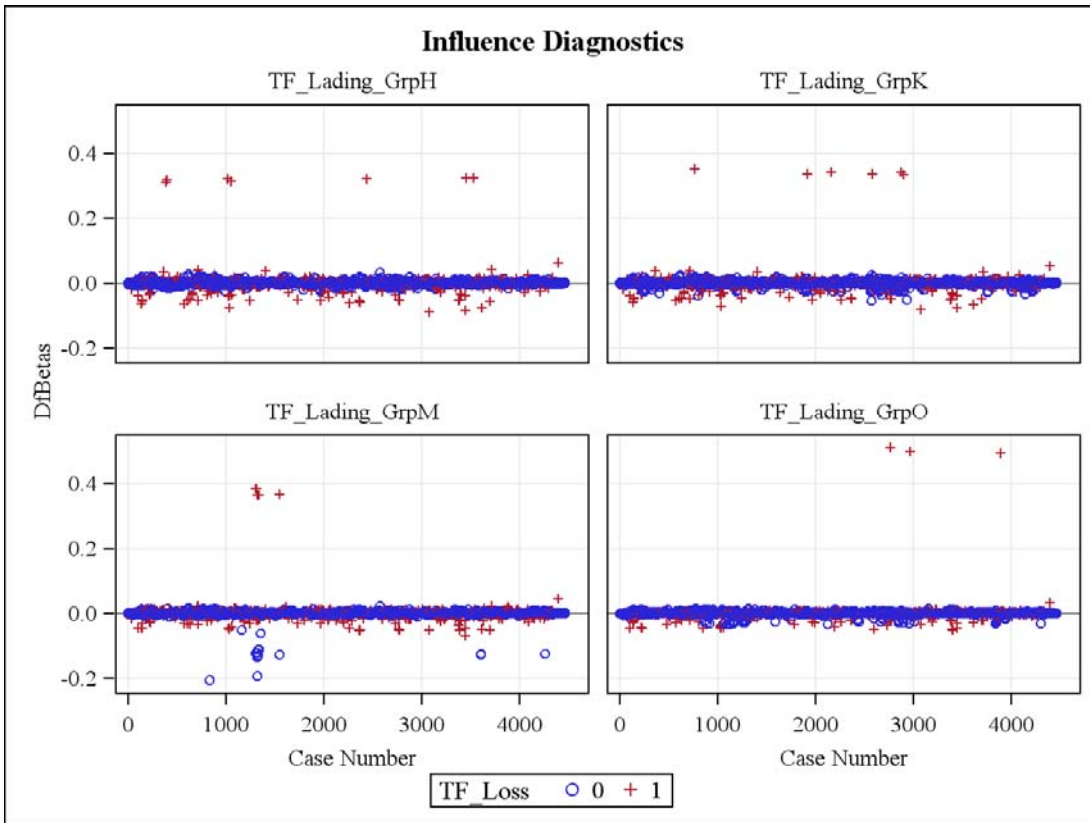 Influence Diagnostics
TF_Lading_GrpH TF_Lading_GrpK
0.4
0.2
0.0
-0.2
DfBetas
TF_Lading_GrpM TF_Lading_GrpO
0.4
0.2
0.0
-0.2
0 1000 2000 3000 4000 0 1000 2000 3000 4000
Case Number Case Number
TF_Loss 0 1